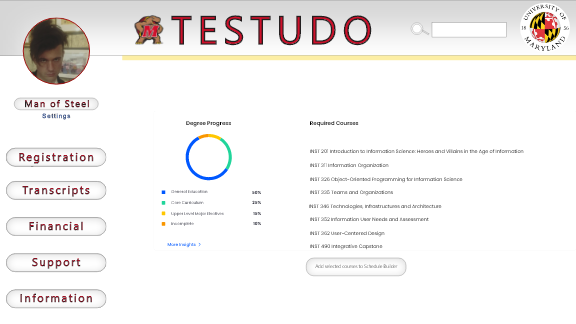 TESTUDO
UNIVERSITY OF
18 56
MARYLAND
Man of Steel
Settings
Registration
Transcripts
Financial
Support
Information
Degree Progress
General Education 50%
Core Curriculum 25%
Upper Level Major Electives 15%
Incomplete 10%
More insights >
Required Courses
INST 201 Introduction to Information Science: Heroes and Villains in the Age of Information
INST 311 Information Organization
INST 326 Object-Oriented Programming for Information Science
INST 335 Teams and Organizations
INST 346 Technologies, Infrastructures and Architecture
INST 352 Information User Needs and Assessment
INST 362 User-Centered Design
INST 490 Integrative Capstone
Add selected courses to Schedule Builder